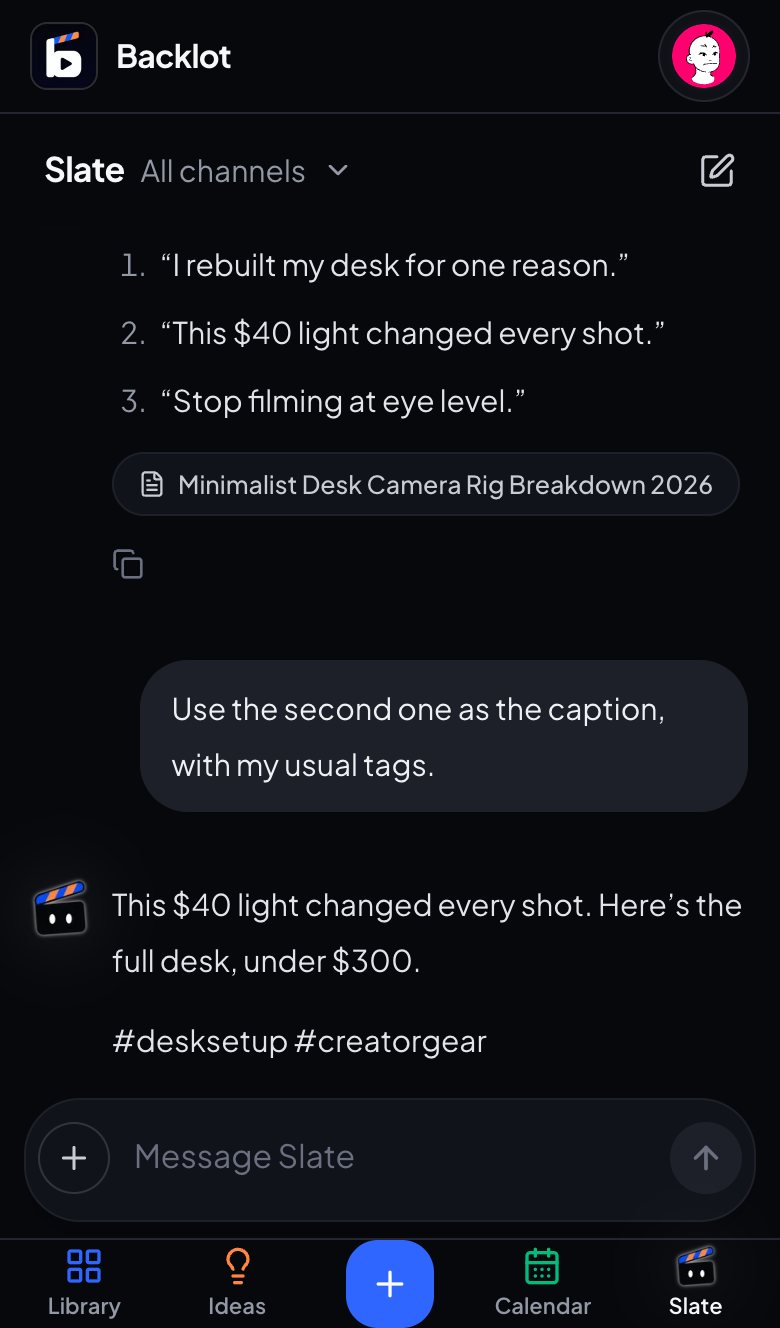 Backlot
Slate All channels
1. “I rebuilt my desk for one reason.”
2. “This $40 light changed every shot.”
3. “Stop filming at eye level.”
Minimalist Desk Camera Rig Breakdown 2026
Use the second one as the caption,
with my usual tags.
This $40 light changed every shot. Here’s the
full desk, under $300.
#desksetup #creatorgear
Message Slate
Library Ideas Calendar Slate